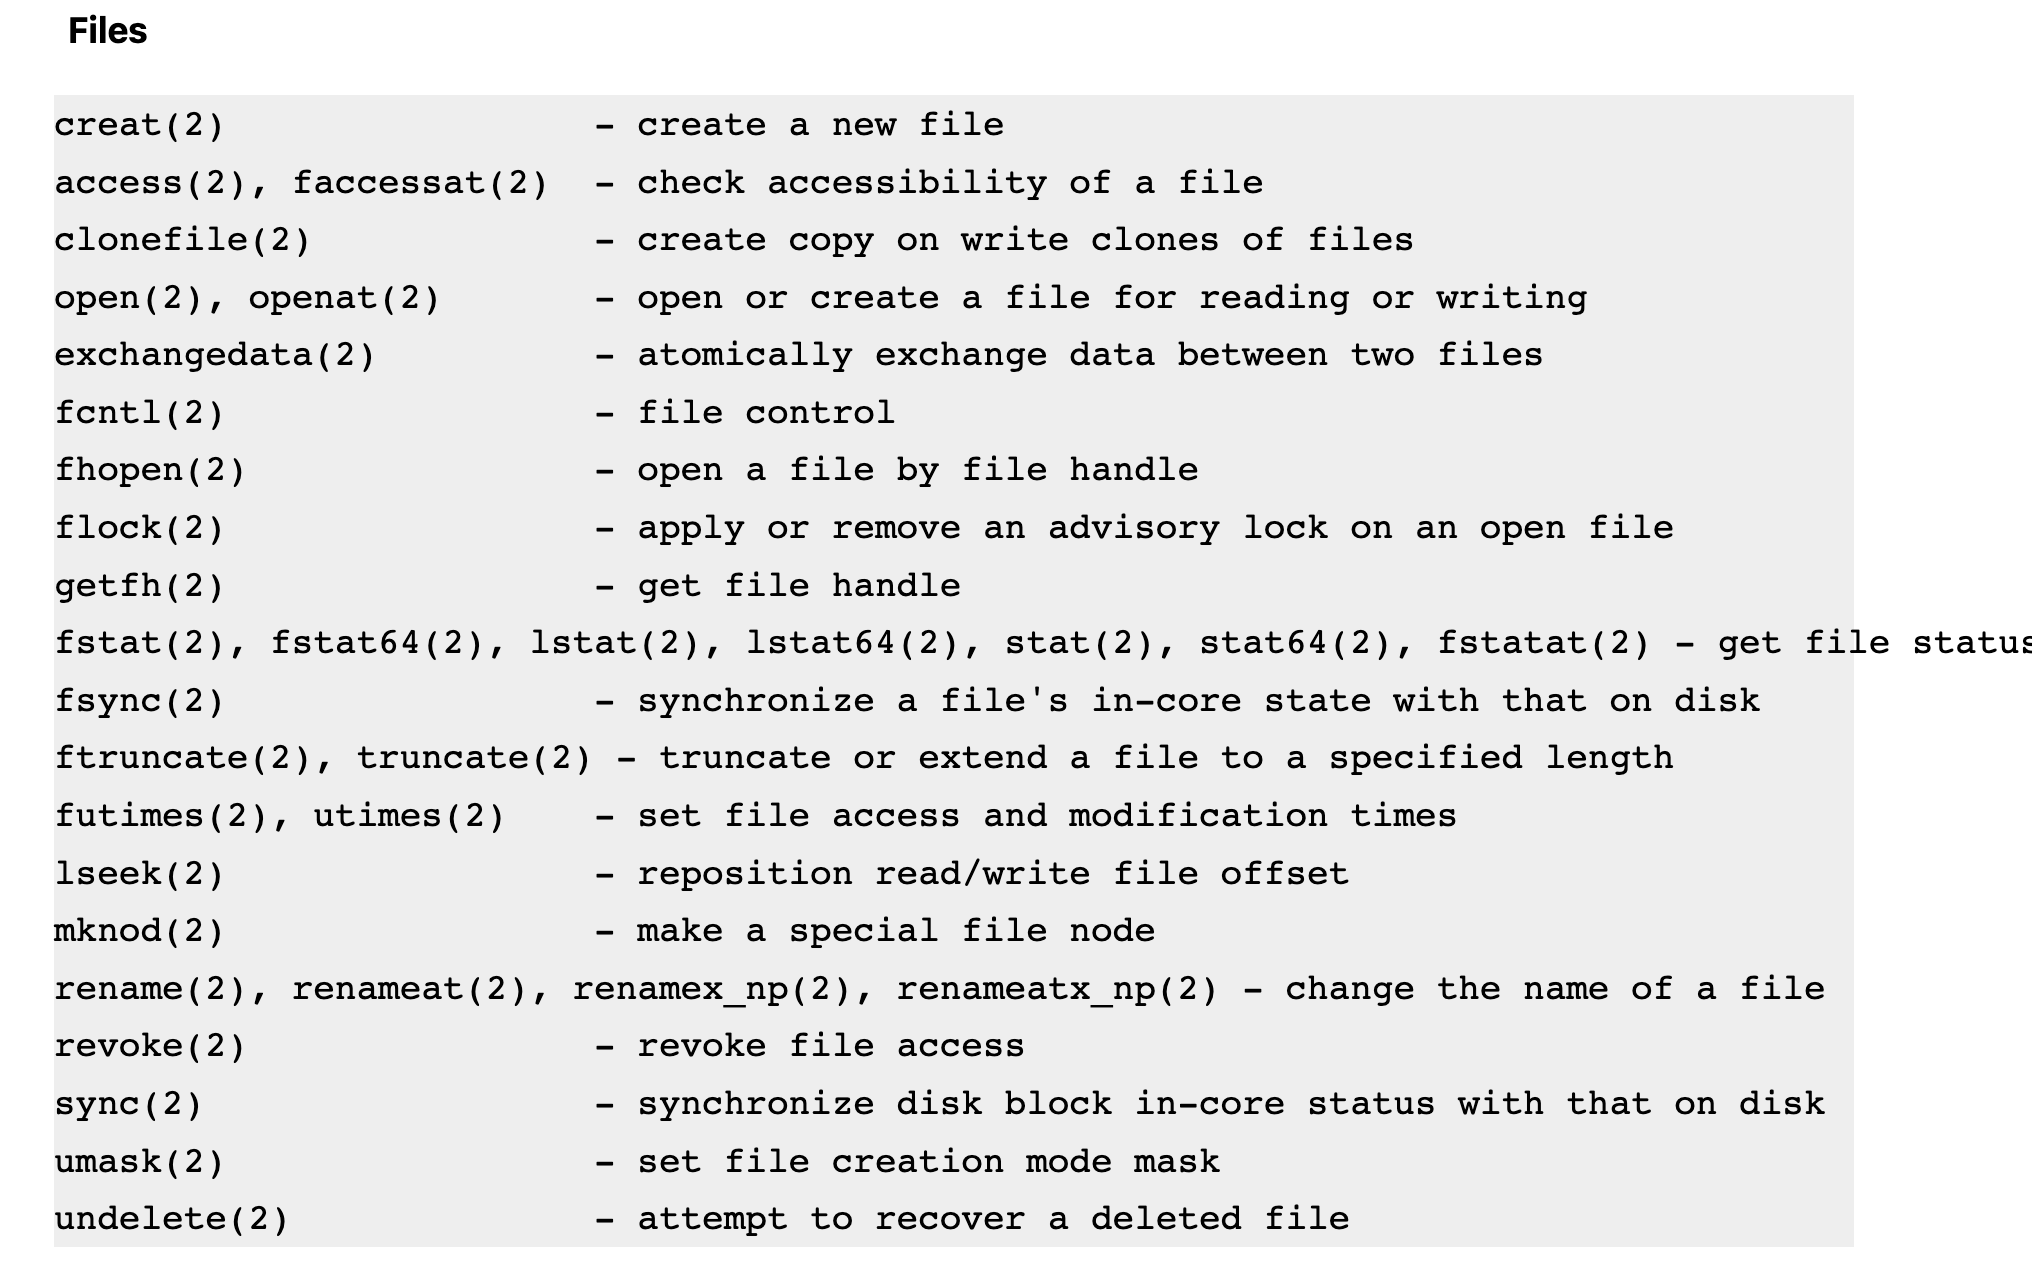 Files
creat(2) – create a new file
access(2), faccessat(2) – check accessibility of a file
clonefile(2) – create copy on write clones of files
open(2), openat(2) – open or create a file for reading or writing
exchangedata(2) – atomically exchange data between two files
fcntl(2) – file control
fhopen(2) – open a file by file handle
flock(2) – apply or remove an advisory lock on an open file
getfh(2) – get file handle
fstat(2), fstat64(2), lstat(2), lstat64(2), stat(2), stat64(2), fstatat(2) – get file status
fsync(2) – synchronize a file's in–core state with that on disk
ftruncate(2), truncate(2) – truncate or extend a file to a specified length
futimes(2), utimes(2) – set file access and modification times
lseek(2) – reposition read/write file offset
mknod(2) – make a special file node
rename(2), renameat(2), renamex_np(2), renameatx_np(2) – change the name of a file
revoke(2) – revoke file access
sync(2) – synchronize disk block in–core status with that on disk
umask(2) – set file creation mode mask
undelete(2) – attempt to recover a deleted file